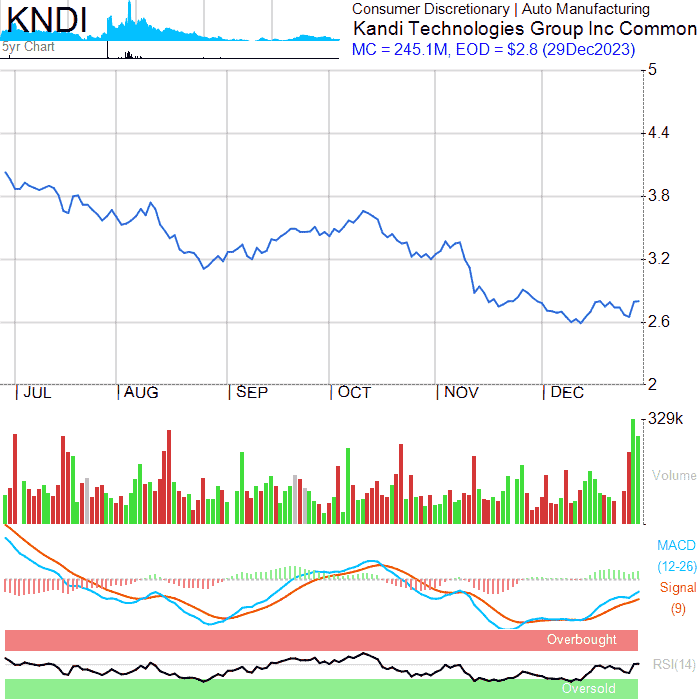 KNDI
5yr Chart
Consumer Discretionary | Auto Manufacturing
Kandi Technologies Group Inc Common
MC = 245.1M, EOD = $2.8 (29Dec2023)
5
4.4
3.8
3.2
2.6
2
| JUL | AUG | SEP | OCT | NOV | DEC
329k
Volume
MACD
(12-26)
Signal
(9)
Overbought
RSI(14)
Oversold